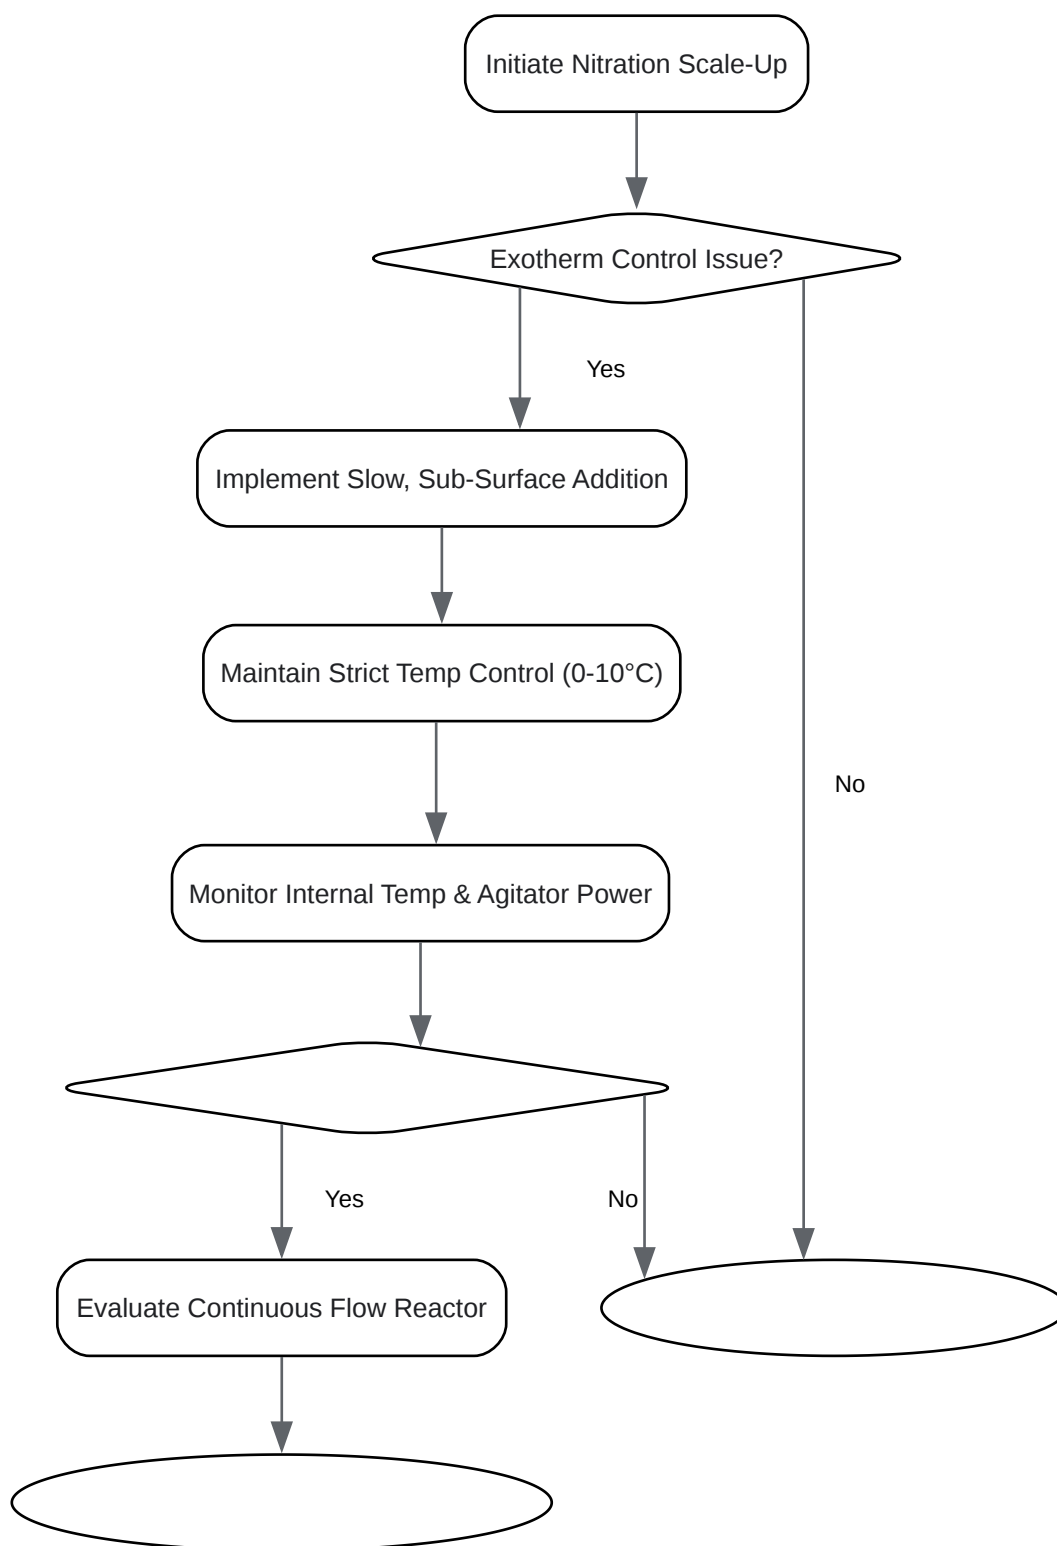 Initiate Nitration Scale-Up
Exotherm Control Issue?
Yes
Implement Slow, Sub-Surface Addition
Maintain Strict Temp Control (0-10°C)
No
Monitor Internal Temp & Agitator Power
Yes
No
Evaluate Continuous Flow Reactor